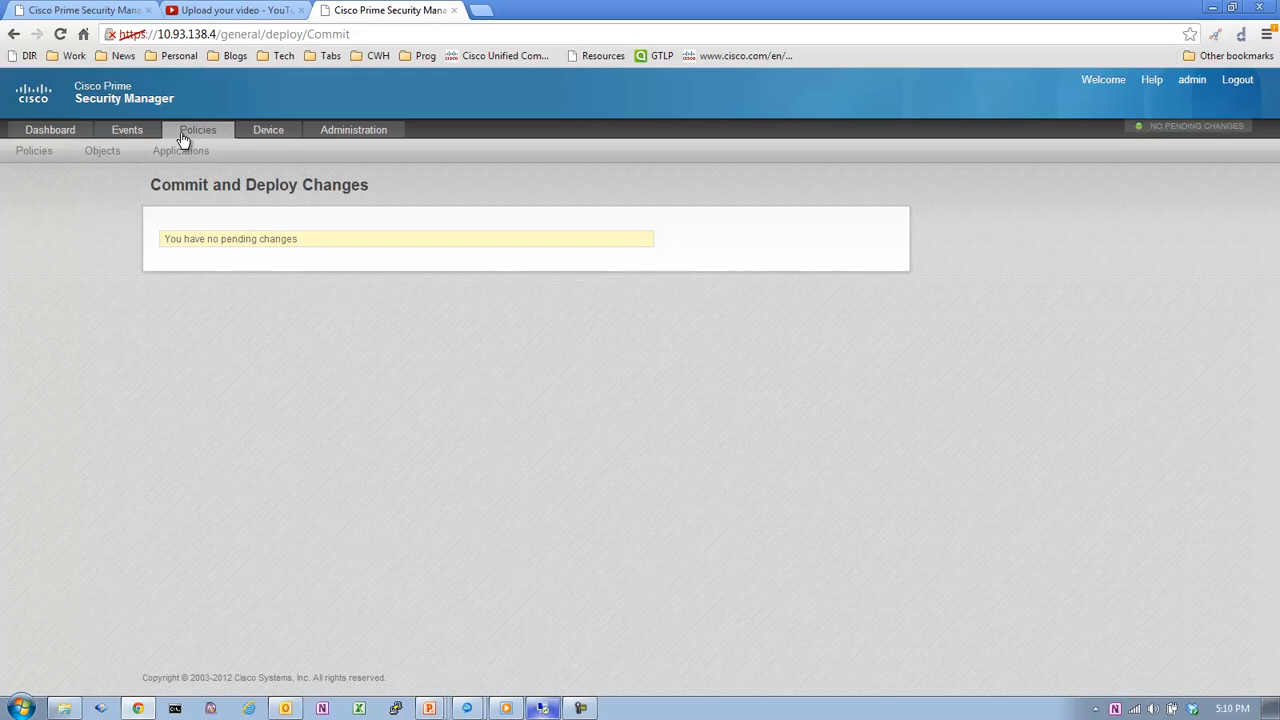 Cisco Prime Security Mana
Upload your video - YouTu
Cisco Prime Security Mana
https://10.93.138.4/general/deploy/Commit
DIR Work News Personal Blogs Tech Tabs CWH Prog Cisco Unified Com... Resources GTLP www.cisco.com/en/... Other bookmarks
CISCO
Cisco Prime
Security Manager
Welcome Help admin Logout
Dashboard Events Policies Device Administration
NO PENDING CHANGES
Policies Objects Applications
Commit and Deploy Changes
You have no pending changes
Copyright © 2003-2012 Cisco Systems, Inc. All rights reserved.
5:10 PM